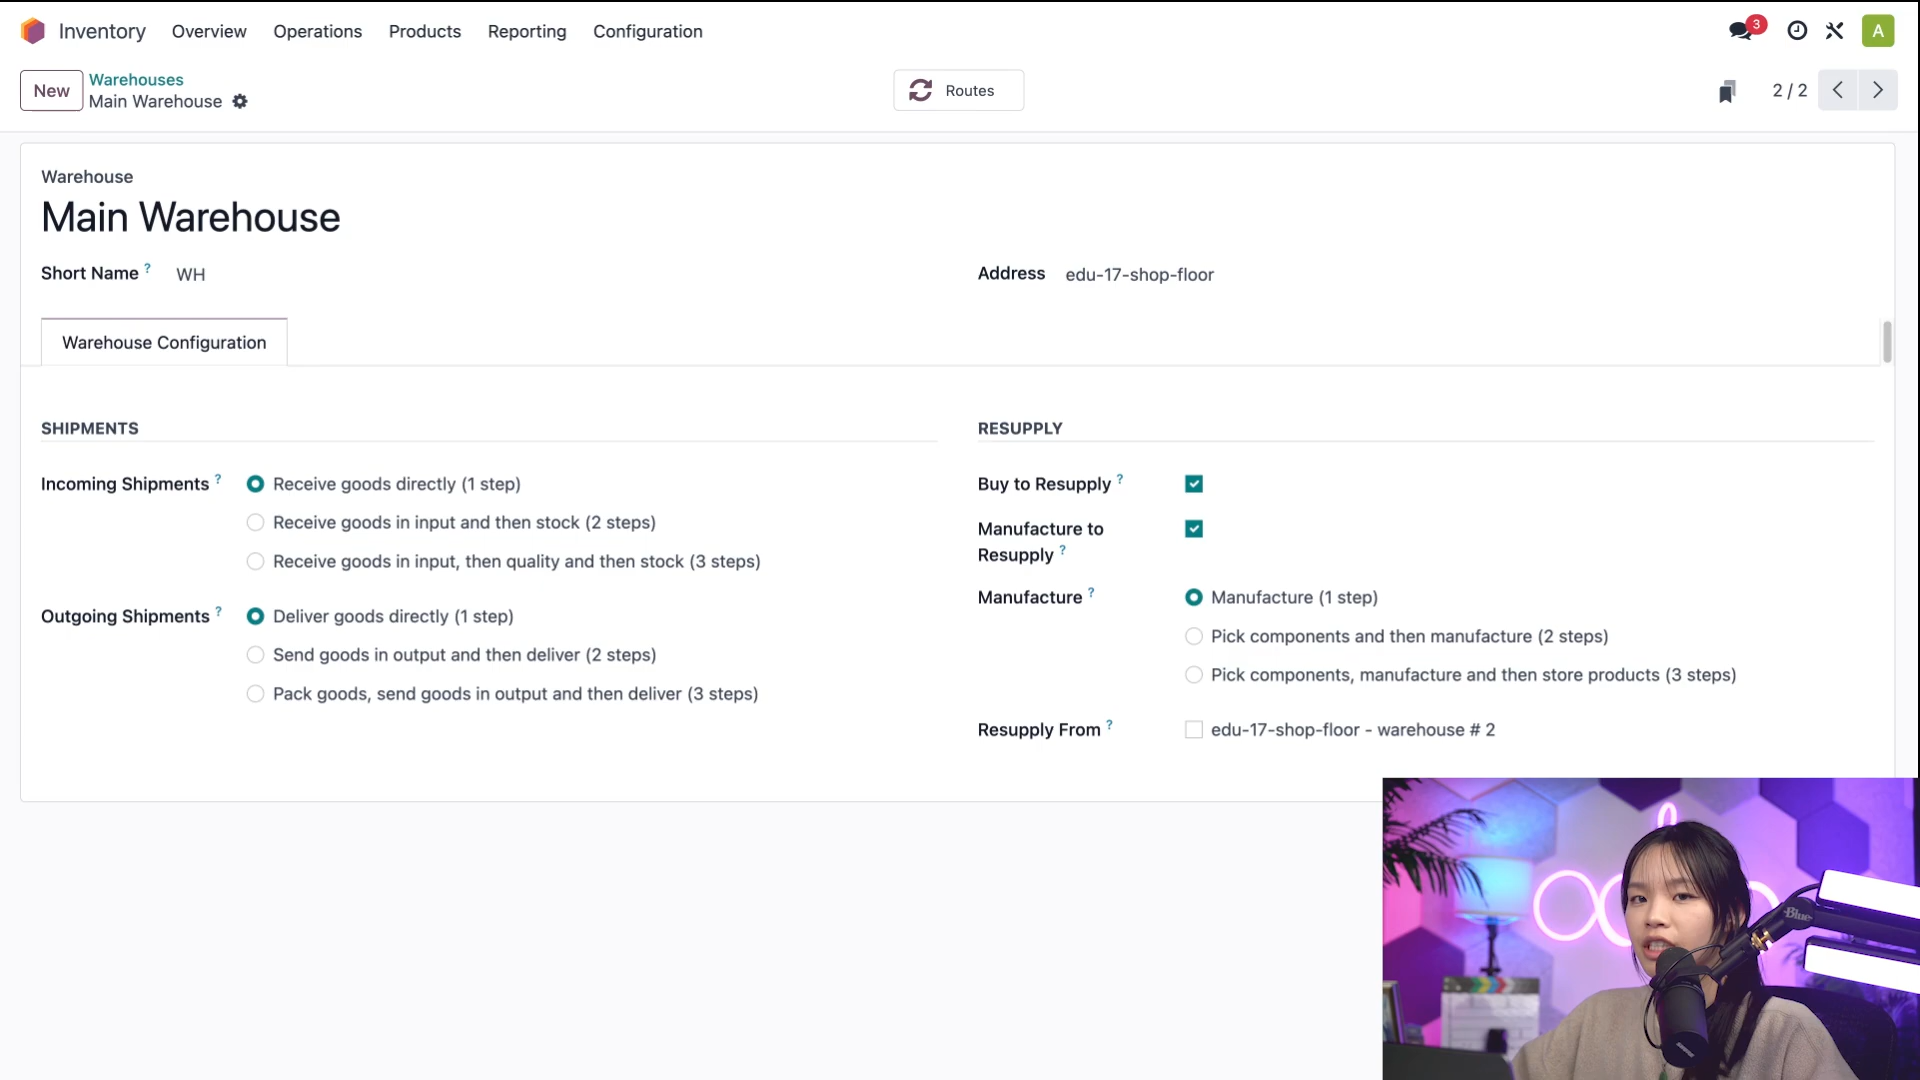 Inventory Overview Operations Products Reporting Configuration 3 A
New Warehouses Routes 2 / 2
Main Warehouse
Warehouse
Main Warehouse
Short Name ? WH Address edu-17-shop-floor
Warehouse Configuration
SHIPMENTS
Incoming Shipments ? Receive goods directly (1 step)
Receive goods in input and then stock (2 steps)
Receive goods in input, then quality and then stock (3 steps)
Outgoing Shipments ? Deliver goods directly (1 step)
Send goods in output and then deliver (2 steps)
Pack goods, send goods in output and then deliver (3 steps)
RESUPPLY
Buy to Resupply ?
Manufacture to
Resupply ?
Manufacture ? Manufacture (1 step)
Pick components and then manufacture (2 steps)
Pick components, manufacture and then store products (3 steps)
Resupply From ? edu-17-shop-floor - warehouse # 2
Blue